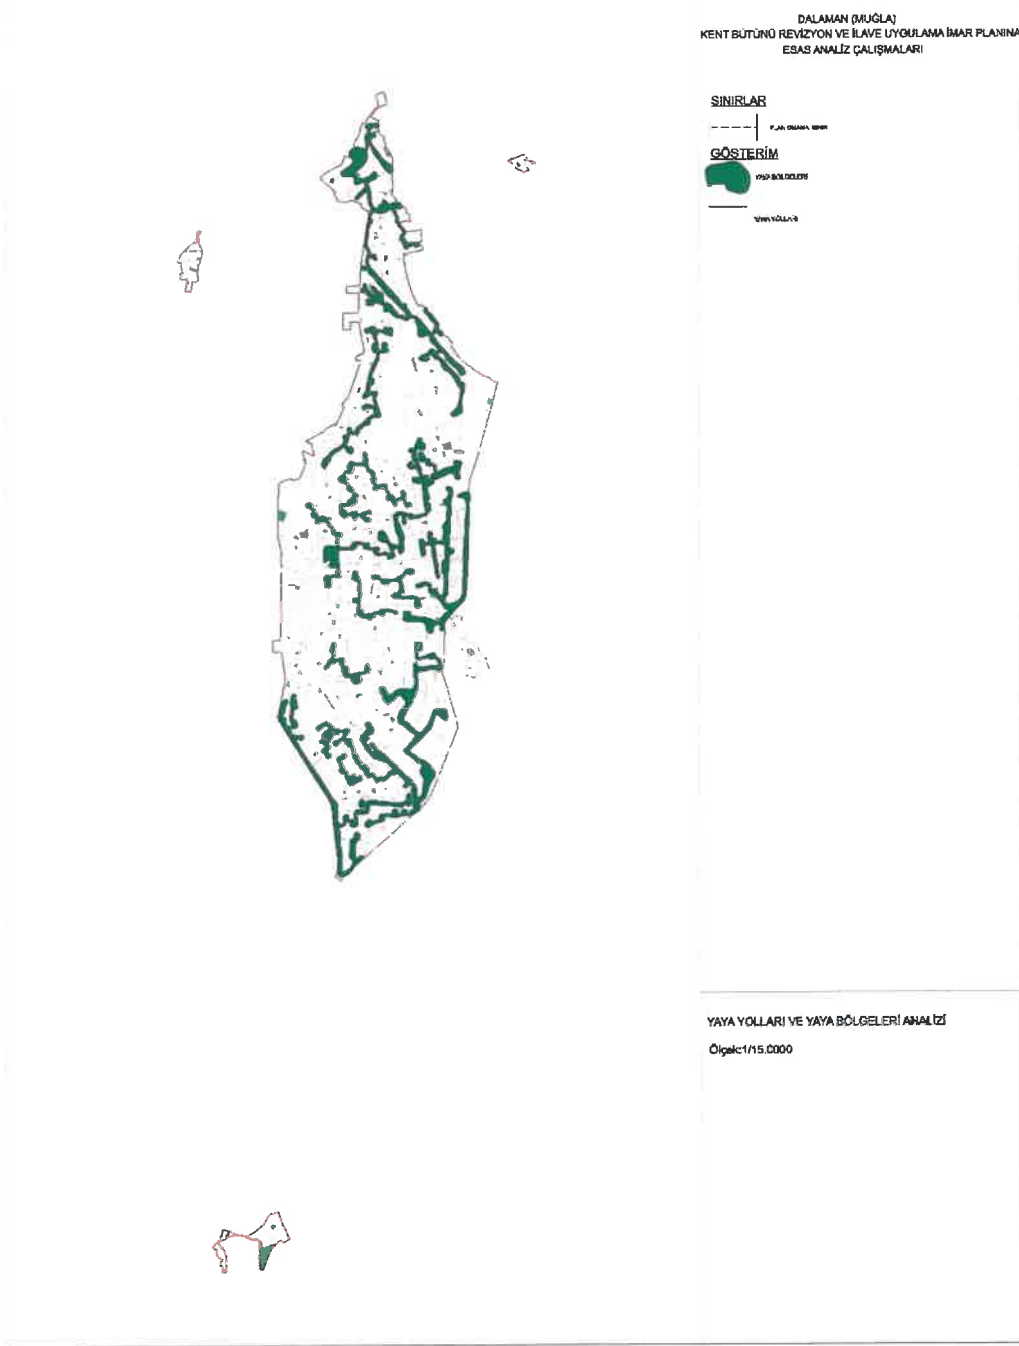 DALAMAN (MUĞLA)
KENT BÜTÜNÜ REVİZYON VE İLAVE UYGULAMA İMAR PLANINA
ESAS ANALİZ ÇALIŞMALARI
SINIRLAR
GÖSTERİM
YAYA YOLLARI VE YAYA BÖLGELERİ ANALİZİ
Ölçek:1/15.0000